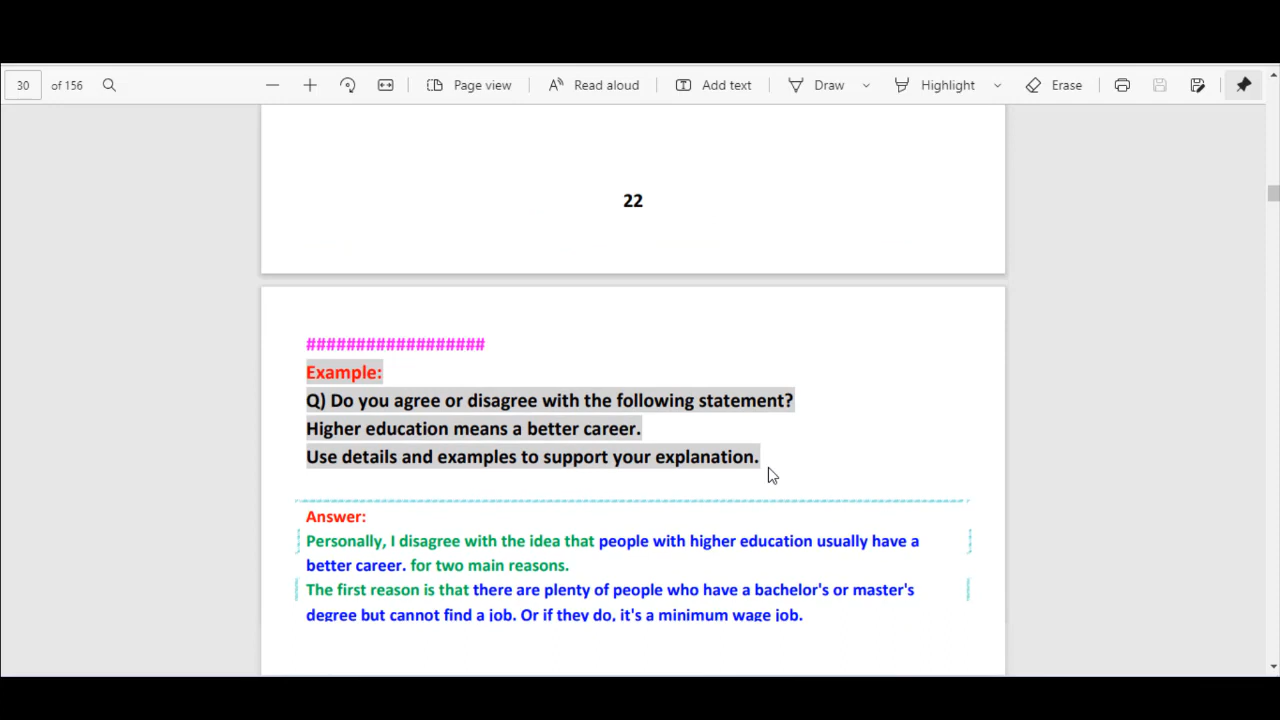 30 of 156 Page view Read aloud Add text Draw Highlight Erase
22
##################
Example:
Q) Do you agree or disagree with the following statement?
Higher education means a better career.
Use details and examples to support your explanation.
Answer:
Personally, I disagree with the idea that people with higher education usually have a
better career. for two main reasons.
The first reason is that there are plenty of people who have a bachelor's or master's
degree but cannot find a job. Or if they do, it's a minimum wage job.